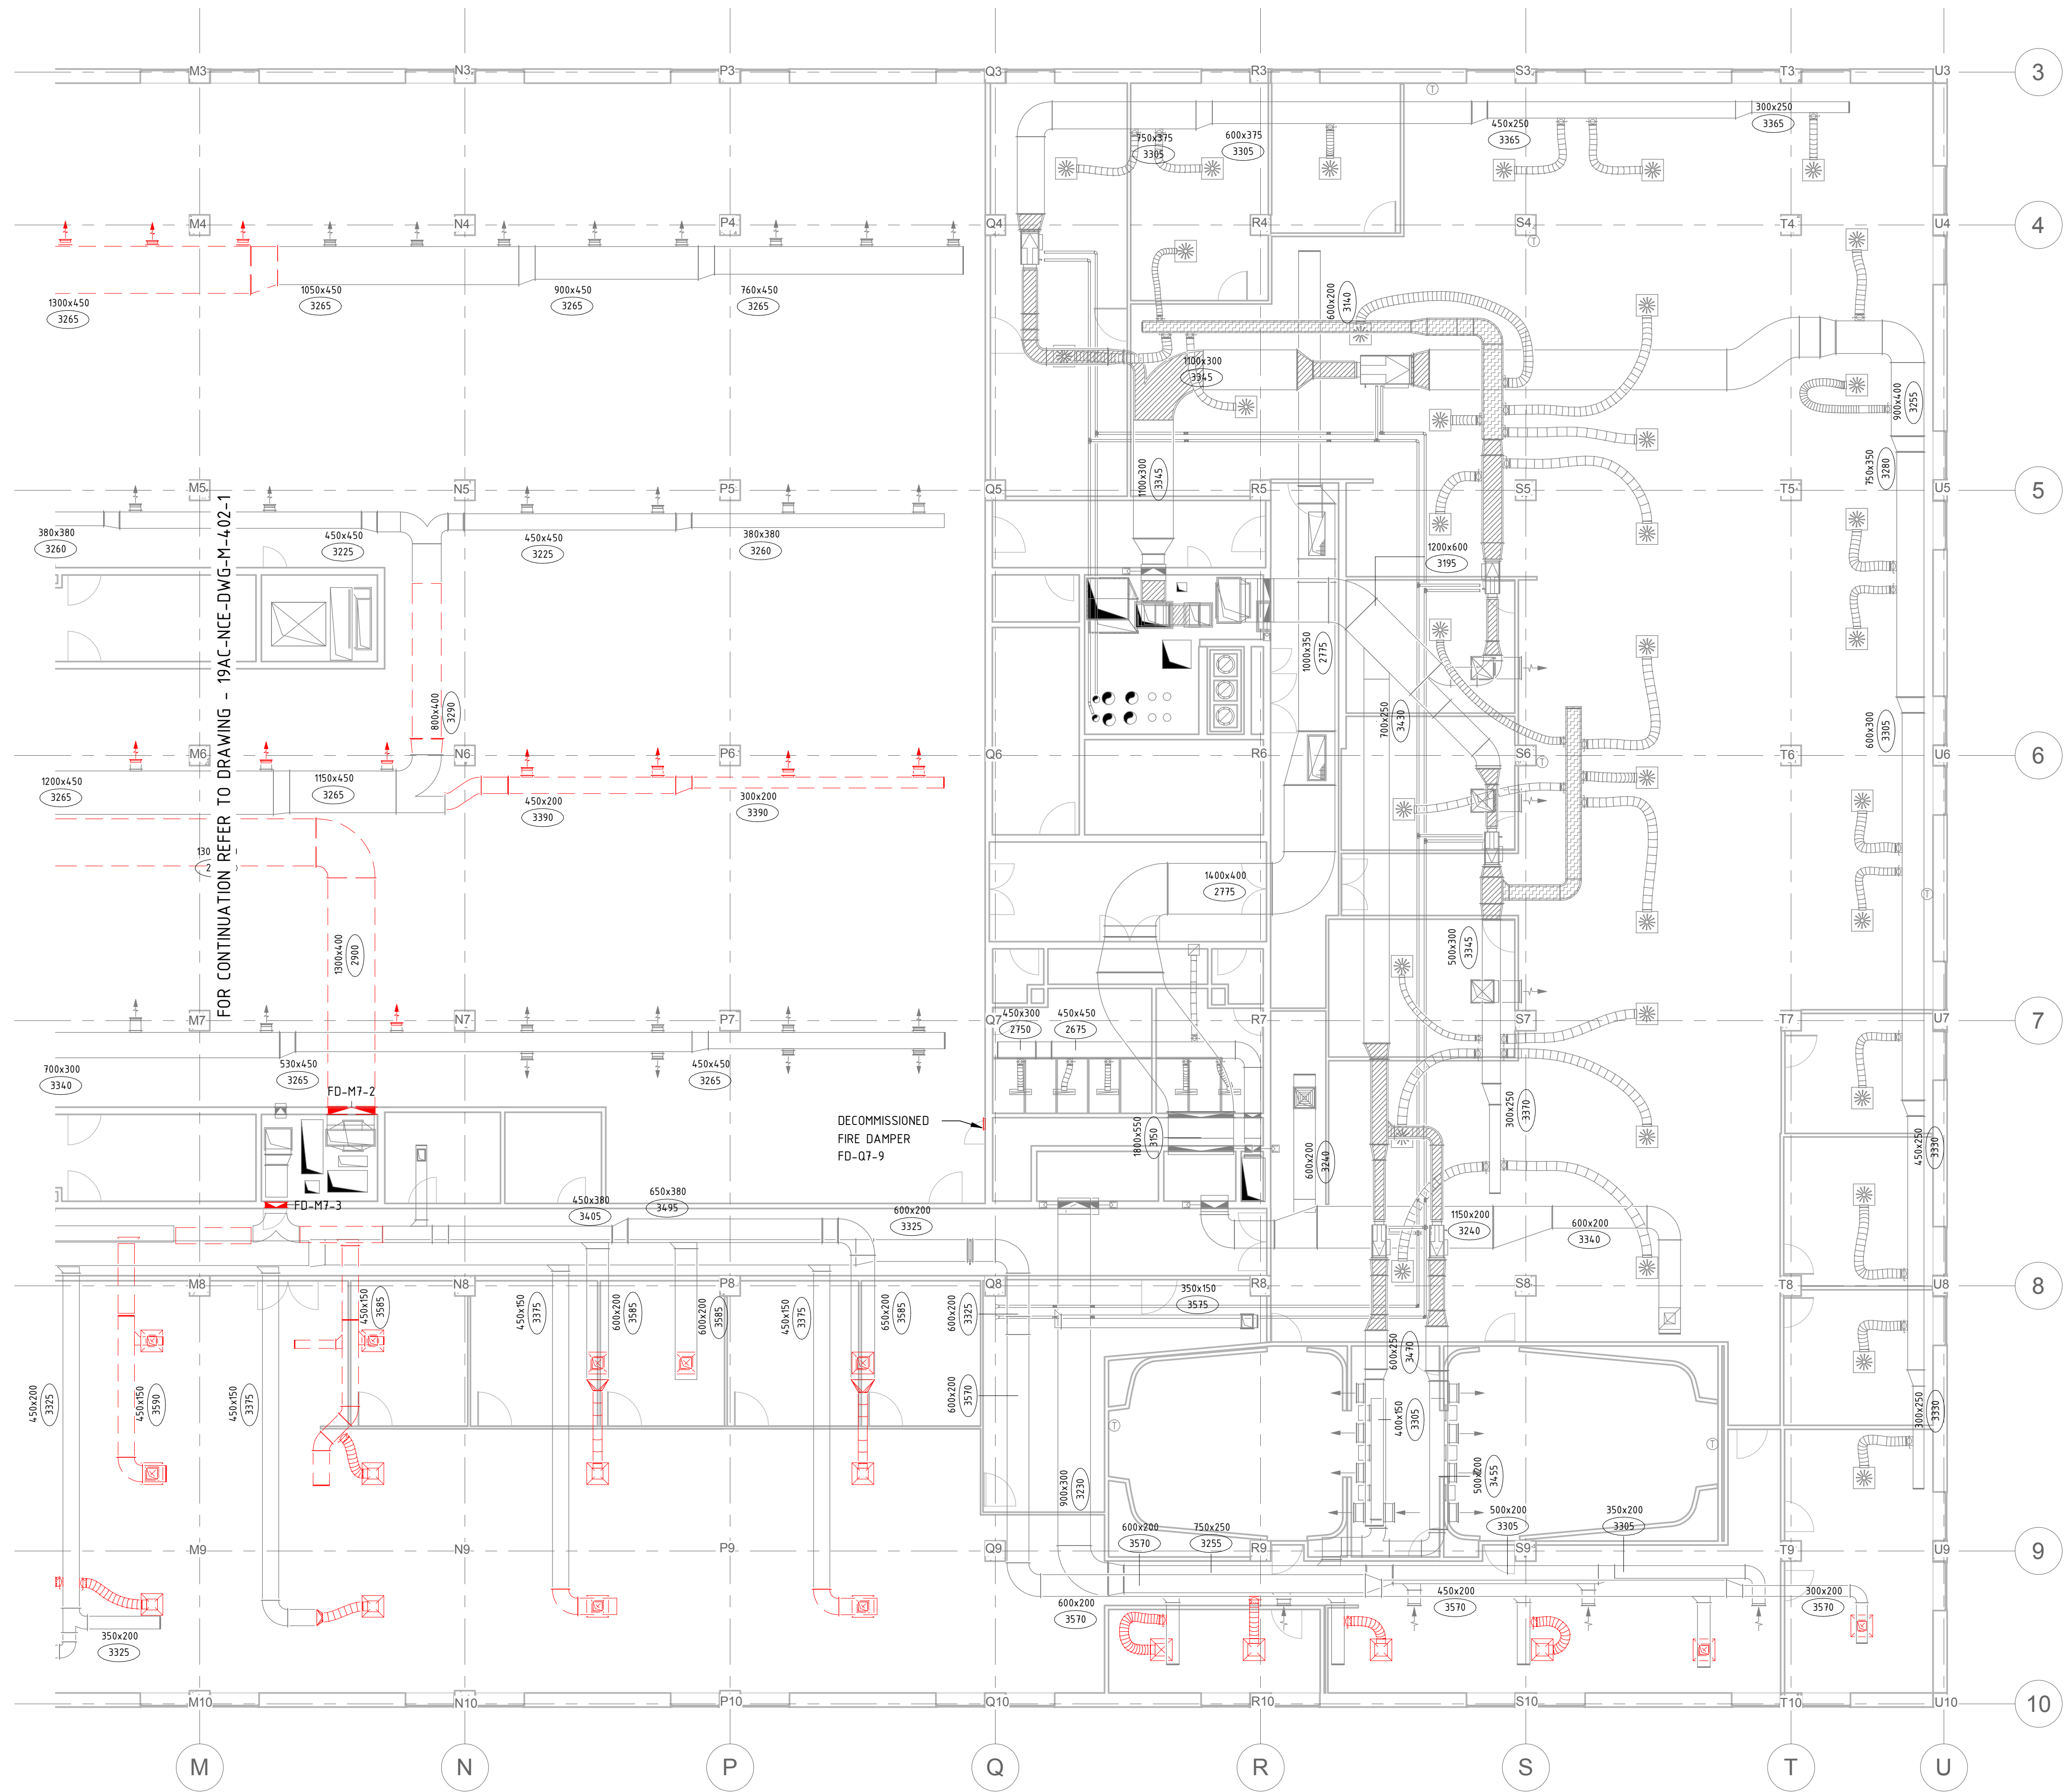 M3
N3
P3
Q3
R3
S3
T3
U3
3
T
300x250
3365
450x250
3365
750x375
3305
600x375
3305
M4
N4
P4
Q4
R4
S4
T4
U4
4
T
1300x450
3265
1050x450
3265
900x450
3265
760x450
3265
600x200
3140
1100x300
3345
900x400
3255
1100x300
3345
750x350
3280
M5
N5
P5
Q5
R5
S5
T5
U5
5
380x380
3260
450x450
3225
450x450
3225
380x380
3260
1200x600
3195
FOR CONTINUATION REFER TO DRAWING - 19AC-NCE-DWG-M-402-1
800x400
3290
1000x350
2775
700x250
3430
600x300
3305
M6
N6
P6
Q6
R6
S6
T
T6
U6
6
1200x450
3265
1150x450
3265
450x200
3390
300x200
3390
130
2
1400x400
2775
1300x400
2900
500x300
3345
T
M7
N7
P7
Q7
R7
S7
T7
U7
7
450x300
2750
450x450
2675
700x300
3340
530x450
3265
450x450
3265
FD-M7-2
DECOMMISSIONED
FIRE DAMPER
FD-Q7-9
1800x550
3150
600x200
3240
300x250
3370
450x250
3330
FD-M7-3
450x380
3405
650x380
3495
600x200
3325
1150x200
3240
600x200
3340
M8
N8
P8
Q8
R8
S8
T8
U8
8
450x150
3585
450x150
3375
600x200
3585
600x200
3585
450x150
3375
650x200
3585
600x200
3325
350x150
3575
450x200
3325
450x150
3590
450x150
3375
600x200
3570
600x250
3470
400x150
3305
300x250
3330
T
T
900x300
3230
500x200
3455
600x200
3570
750x250
3255
500x200
3305
350x200
3305
M9
N9
P9
Q9
R9
S9
T9
U9
9
600x200
3570
450x200
3570
300x200
3570
350x200
3325
M10
N10
P10
Q10
R10
S10
T10
U10
10
M
N
P
Q
R
S
T
U